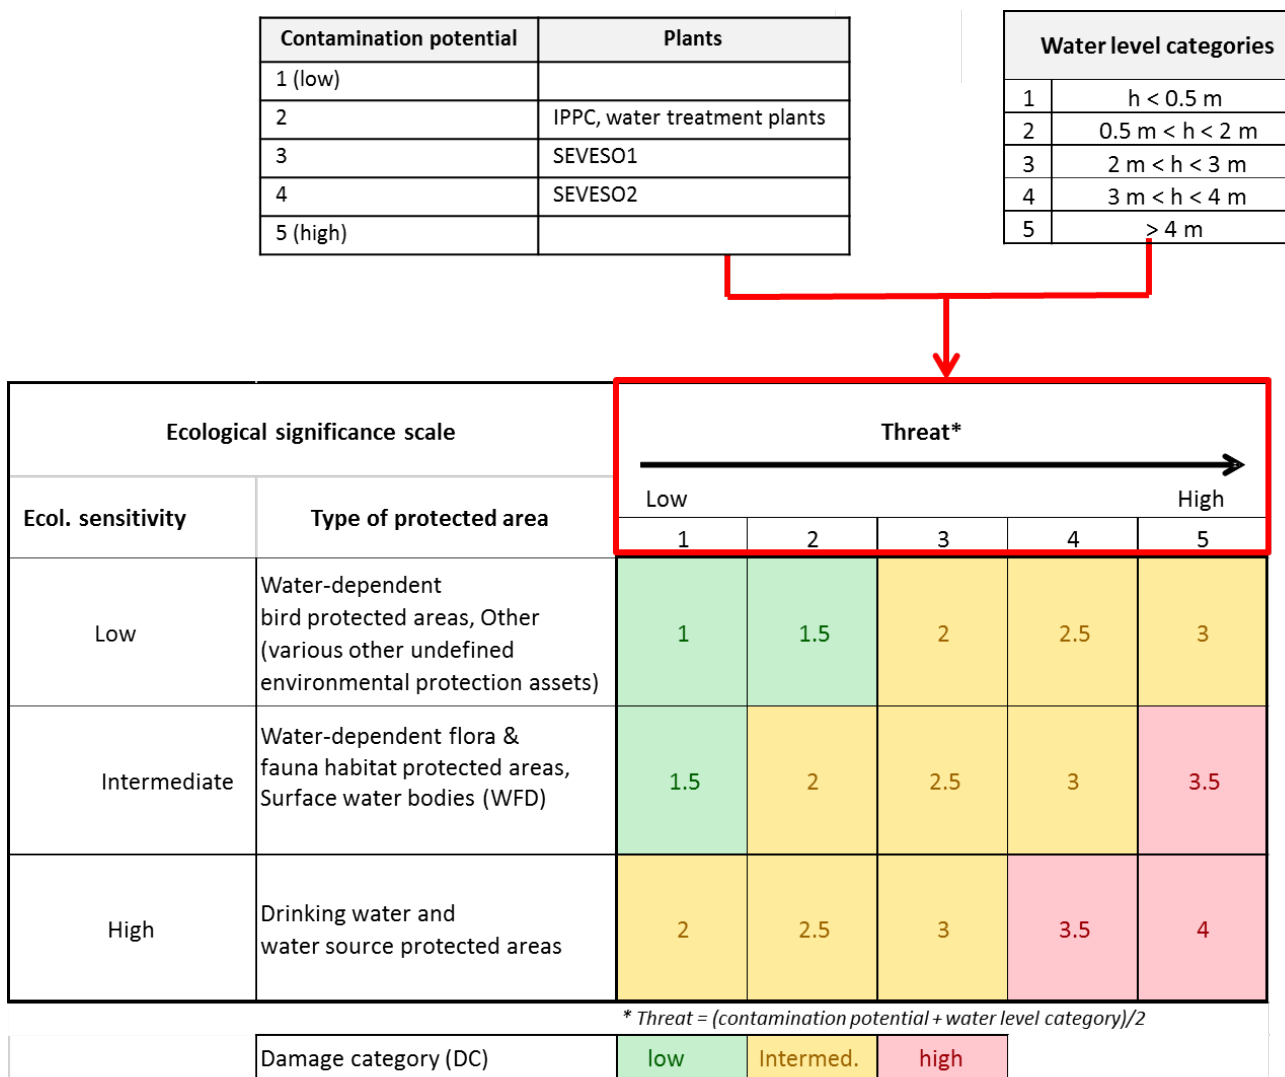 Contamination potential Plants
1 (low)
2 IPPC, water treatment plants
3 SEVESO1
4 SEVESO2
5 (high)
Water level categories
1 h < 0.5 m
2 0.5 m < h < 2 m
3 2 m < h < 3 m
4 3 m < h < 4 m
5 > 4 m
Ecological significance scale
Threat*
Low High
Ecol. sensitivity Type of protected area
1 2 3 4 5
Low
Water-dependent
bird protected areas, Other
(various other undefined
environmental protection assets)
1 1.5 2 2.5 3
Intermediate
Water-dependent flora &
fauna habitat protected areas,
Surface water bodies (WFD)
1.5 2 2.5 3 3.5
High
Drinking water and
water source protected areas
2 2.5 3 3.5 4
* Threat = (contamination potential + water level category)/2
Damage category (DC) low Intermed. high